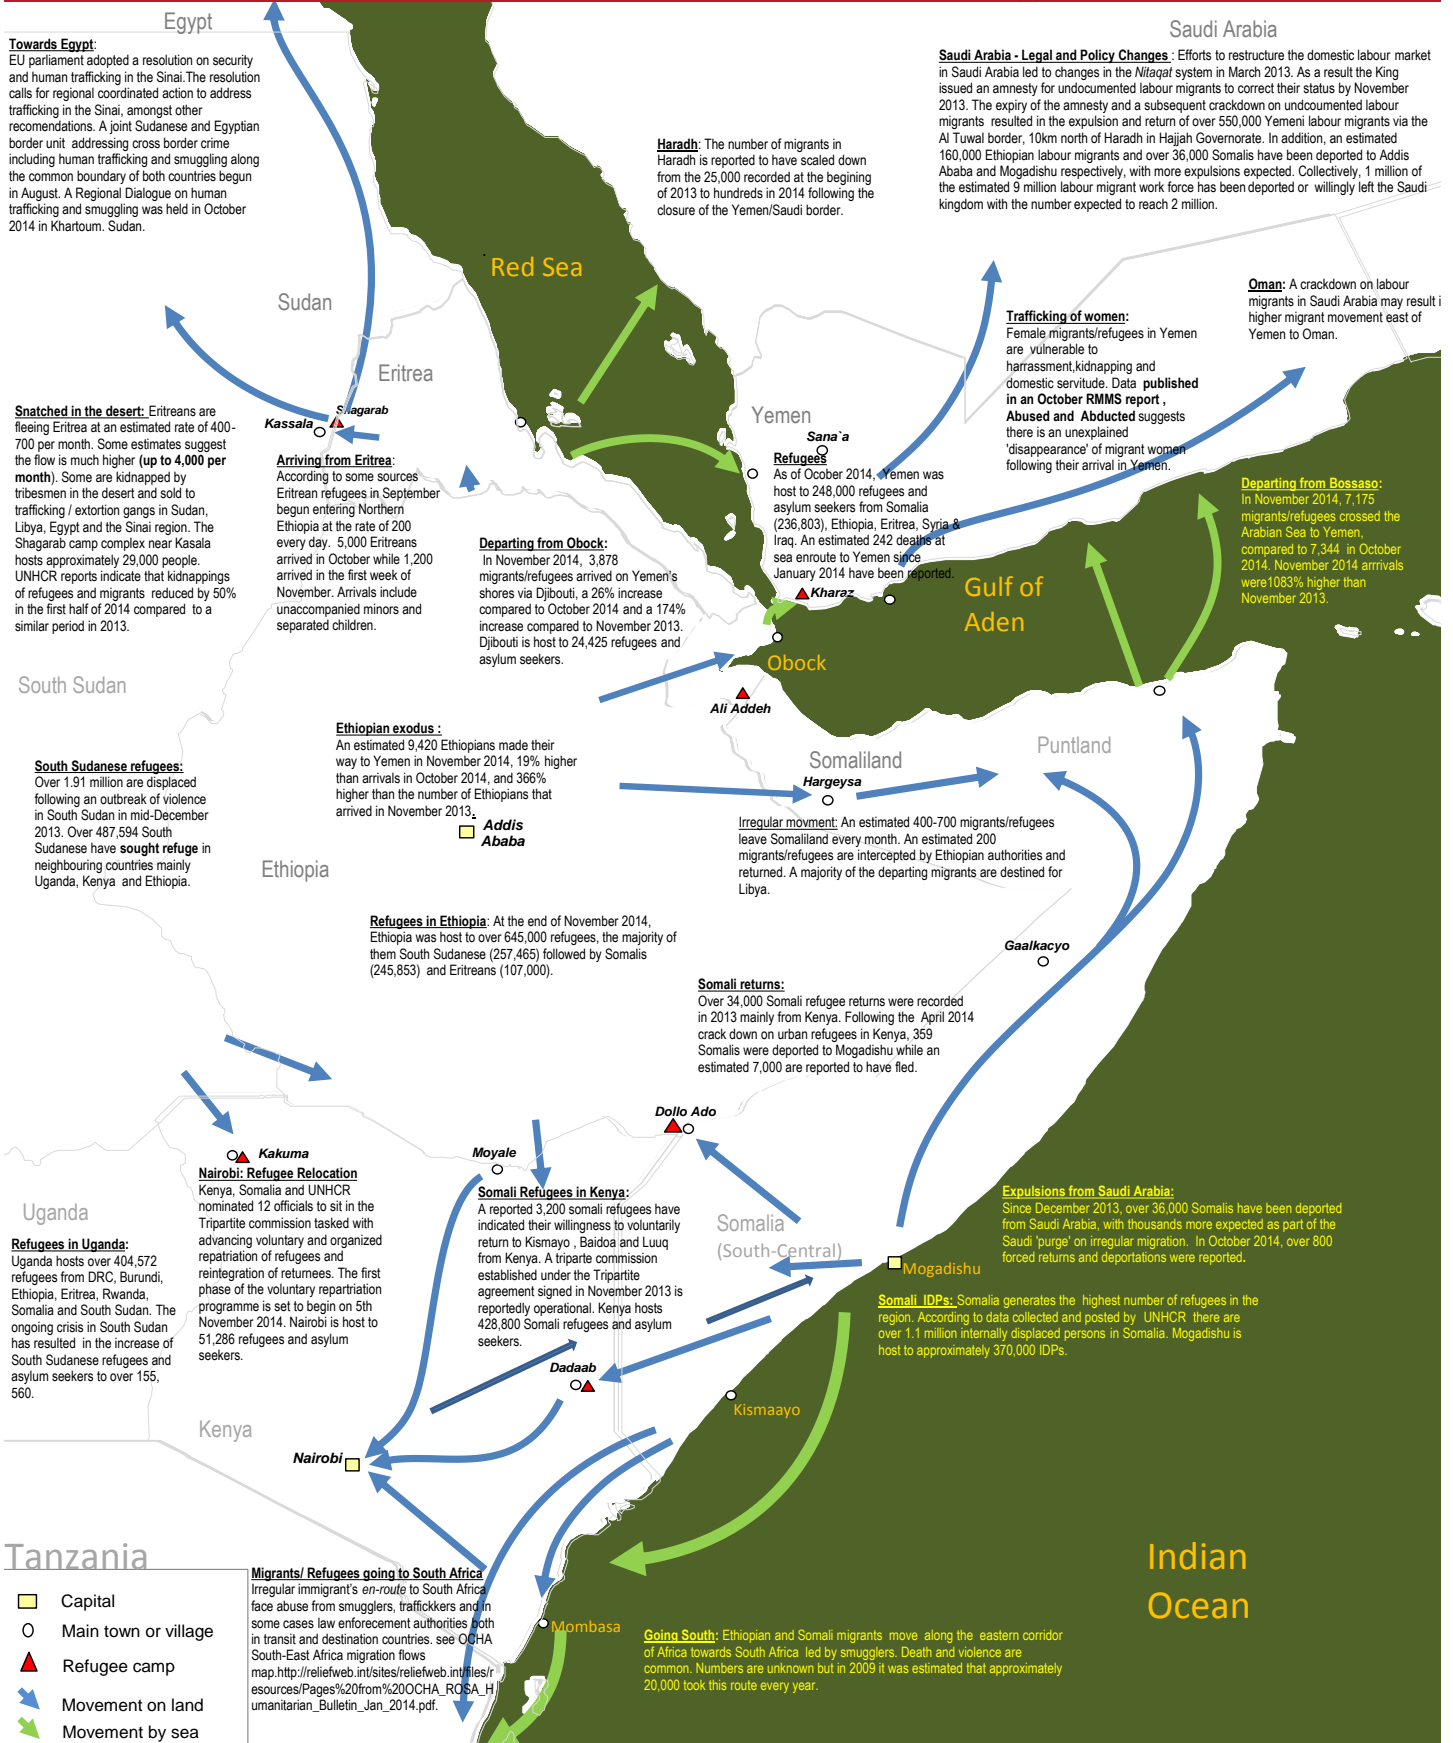 Egypt
Saudi Arabia
Towards Egypt:
EU parliament adopted a resolution on security
and human trafficking in the Sinai.The resolution
calls for regional coordinated action to address
trafficking in the Sinai, amongst other
recomendations. A joint Sudanese and Egyptian
border unit addressing cross border crime
including human trafficking and smuggling along
the common boundary of both countries begun
in August. A Regional Dialogue on human
trafficking and smuggling was held in October
2014 in Khartoum. Sudan.
Saudi Arabia - Legal and Policy Changes : Efforts to restructure the domestic labour market
in Saudi Arabia led to changes in the Nitaqat system in March 2013. As a result the King
issued an amnesty for undocumented labour migrants to correct their status by November
2013. The expiry of the amnesty and a subsequent crackdown on undcoumented labour
migrants resulted in the expulsion and return of over 550,000 Yemeni labour migrants via the
Al Tuwal border, 10km north of Haradh in Hajjah Governorate. In addition, an estimated
160,000 Ethiopian labour migrants and over 36,000 Somalis have been deported to Addis
Ababa and Mogadishu respectively, with more expulsions expected. Collectively, 1 million of
the estimated 9 million labour migrant work force has been deported or willingly left the Saudi
kingdom with the number expected to reach 2 million.
Haradh: The number of migrants in
Haradh is reported to have scaled down
from the 25,000 recorded at the begining
of 2013 to hundreds in 2014 following the
closure of the Yemen/Saudi border.
Red Sea
Sudan
Oman: A crackdown on labour
migrants in Saudi Arabia may result i
higher migrant movement east of
Yemen to Oman.
Trafficking of women:
Female migrants/refugees in Yemen
are vulnerable to
harrassment,kidnapping and
domestic servitude. Data published
in an October RMMS report ,
Abused and Abducted suggests
there is an unexplained
'disappearance' of migrant women
following their arrival in Yemen.
Eritrea
Snatched in the desert: Eritreans are
fleeing Eritrea at an estimated rate of 400-
700 per month. Some estimates suggest
the flow is much higher (up to 4,000 per
month). Some are kidnapped by
tribesmen in the desert and sold to
trafficking / extortion gangs in Sudan,
Libya, Egypt and the Sinai region. The
Shagarab camp complex near Kasala
hosts approximately 29,000 people.
UNHCR reports indicate that kidnappings
of refugees and migrants reduced by 50%
in the first half of 2014 compared to a
similar period in 2013.
Shagarab
Kassala
Yemen
Sana`a
Arriving from Eritrea:
According to some sources
Eritrean refugees in September
begun entering Northern
Ethiopia at the rate of 200
every day. 5,000 Eritreans
arrived in October while 1,200
arrived in the first week of
November. Arrivals include
unaccompanied minors and
separated children.
Refugees
As of Ocober 2014, Yemen was
host to 248,000 refugees and
asylum seekers from Somalia
(236,803), Ethiopia, Eritrea, Syria &
Iraq. An estimated 242 deaths at
sea enroute to Yemen since
January 2014 have been reported.
Departing from Bossaso:
In November 2014, 7,175
migrants/refugees crossed the
Arabian Sea to Yemen,
compared to 7,344 in October
2014. November 2014 arrrivals
were1083% higher than
November 2013.
Departing from Obock:
In November 2014, 3,878
migrants/refugees arrived on Yemen's
shores via Djibouti, a 26% increase
compared to October 2014 and a 174%
increase compared to November 2013.
Djibouti is host to 24,425 refugees and
asylum seekers.
Kharaz
Gulf of
Aden
Obock
South Sudan
Ali Addeh
Ethiopian exodus :
An estimated 9,420 Ethiopians made their
way to Yemen in November 2014, 19% higher
than arrivals in October 2014, and 366%
higher than the number of Ethiopians that
arrived in November 2013.
Addis
Ababa
Somaliland
Hargeysa
Puntland
South Sudanese refugees:
Over 1.91 million are displaced
following an outbreak of violence
in South Sudan in mid-December
2013. Over 487,594 South
Sudanese have sought refuge in
neighbouring countries mainly
Uganda, Kenya and Ethiopia.
Irregular movment: An estimated 400-700 migrants/refugees
leave Somaliland every month. An estimated 200
migrants/refugees are intercepted by Ethiopian authorities and
returned. A majority of the departing migrants are destined for
Libya.
Ethiopia
Refugees in Ethiopia: At the end of November 2014,
Ethiopia was host to over 645,000 refugees, the majority of
them South Sudanese (257,465) followed by Somalis
(245,853) and Eritreans (107,000).
Gaalkacyo
Somali returns:
Over 34,000 Somali refugee returns were recorded
in 2013 mainly from Kenya. Following the April 2014
crack down on urban refugees in Kenya, 359
Somalis were deported to Mogadishu while an
estimated 7,000 are reported to have fled.
Dollo Ado
Kakuma
Moyale
Nairobi: Refugee Relocation
Kenya, Somalia and UNHCR
nominated 12 officials to sit in the
Tripartite commission tasked with
advancing voluntary and organized
repatriation of refugees and
reintegration of returnees. The first
phase of the voluntary repartriation
programme is set to begin on 5th
November 2014. Nairobi is host to
51,286 refugees and asylum
seekers.
Somali Refugees in Kenya:
A reported 3,200 somali refugees have
indicated their willingness to voluntarily
return to Kismayo , Baidoa and Luuq
from Kenya. A triparte commission
established under the Tripartite
agreement signed in November 2013 is
reportedly operational. Kenya hosts
428,800 Somali refugees and asylum
seekers.
Uganda
Refugees in Uganda:
Uganda hosts over 404,572
refugees from DRC, Burundi,
Ethiopia, Eritrea, Rwanda,
Somalia and South Sudan. The
ongoing crisis in South Sudan
has resulted in the increase of
South Sudanese refugees and
asylum seekers to over 155,
560.
Somalia
(South-Central)
Expulsions from Saudi Arabia:
Since December 2013, over 36,000 Somalis have been deported
from Saudi Arabia, with thousands more expected as part of the
Saudi 'purge' on irregular migration. In October 2014, over 800
forced returns and deportations were reported.
Mogadishu
Somali IDPs: Somalia generates the highest number of refugees in the
region. According to data collected and posted by UNHCR there are
over 1.1 million internally displaced persons in Somalia. Mogadishu is
host to approximately 370,000 IDPs.
Dadaab
Kismaayo
Kenya
Nairobi
Tanzania
Capital
Main town or village
Refugee camp
Movement on land
Movement by sea
Migrants/ Refugees going to South Africa
Irregular immigrant's en-route to South Africa
face abuse from smugglers, traffickkers and in
some cases law enforcement authorities both
in transit and destination countries. see OCHA
South-East Africa migration flows
map.http://reliefweb.int/sites/reliefweb.int/files/r
esources/Pages%20from%20OCHA_ROSA_H
umanitarian_Bulletin_Jan_2014.pdf.
Mombasa
Indian
Ocean
Going South: Ethiopian and Somali migrants move along the eastern corridor
of Africa towards South Africa led by smugglers. Death and violence are
common. Numbers are unknown but in 2009 it was estimated that approximately
20,000 took this route every year.